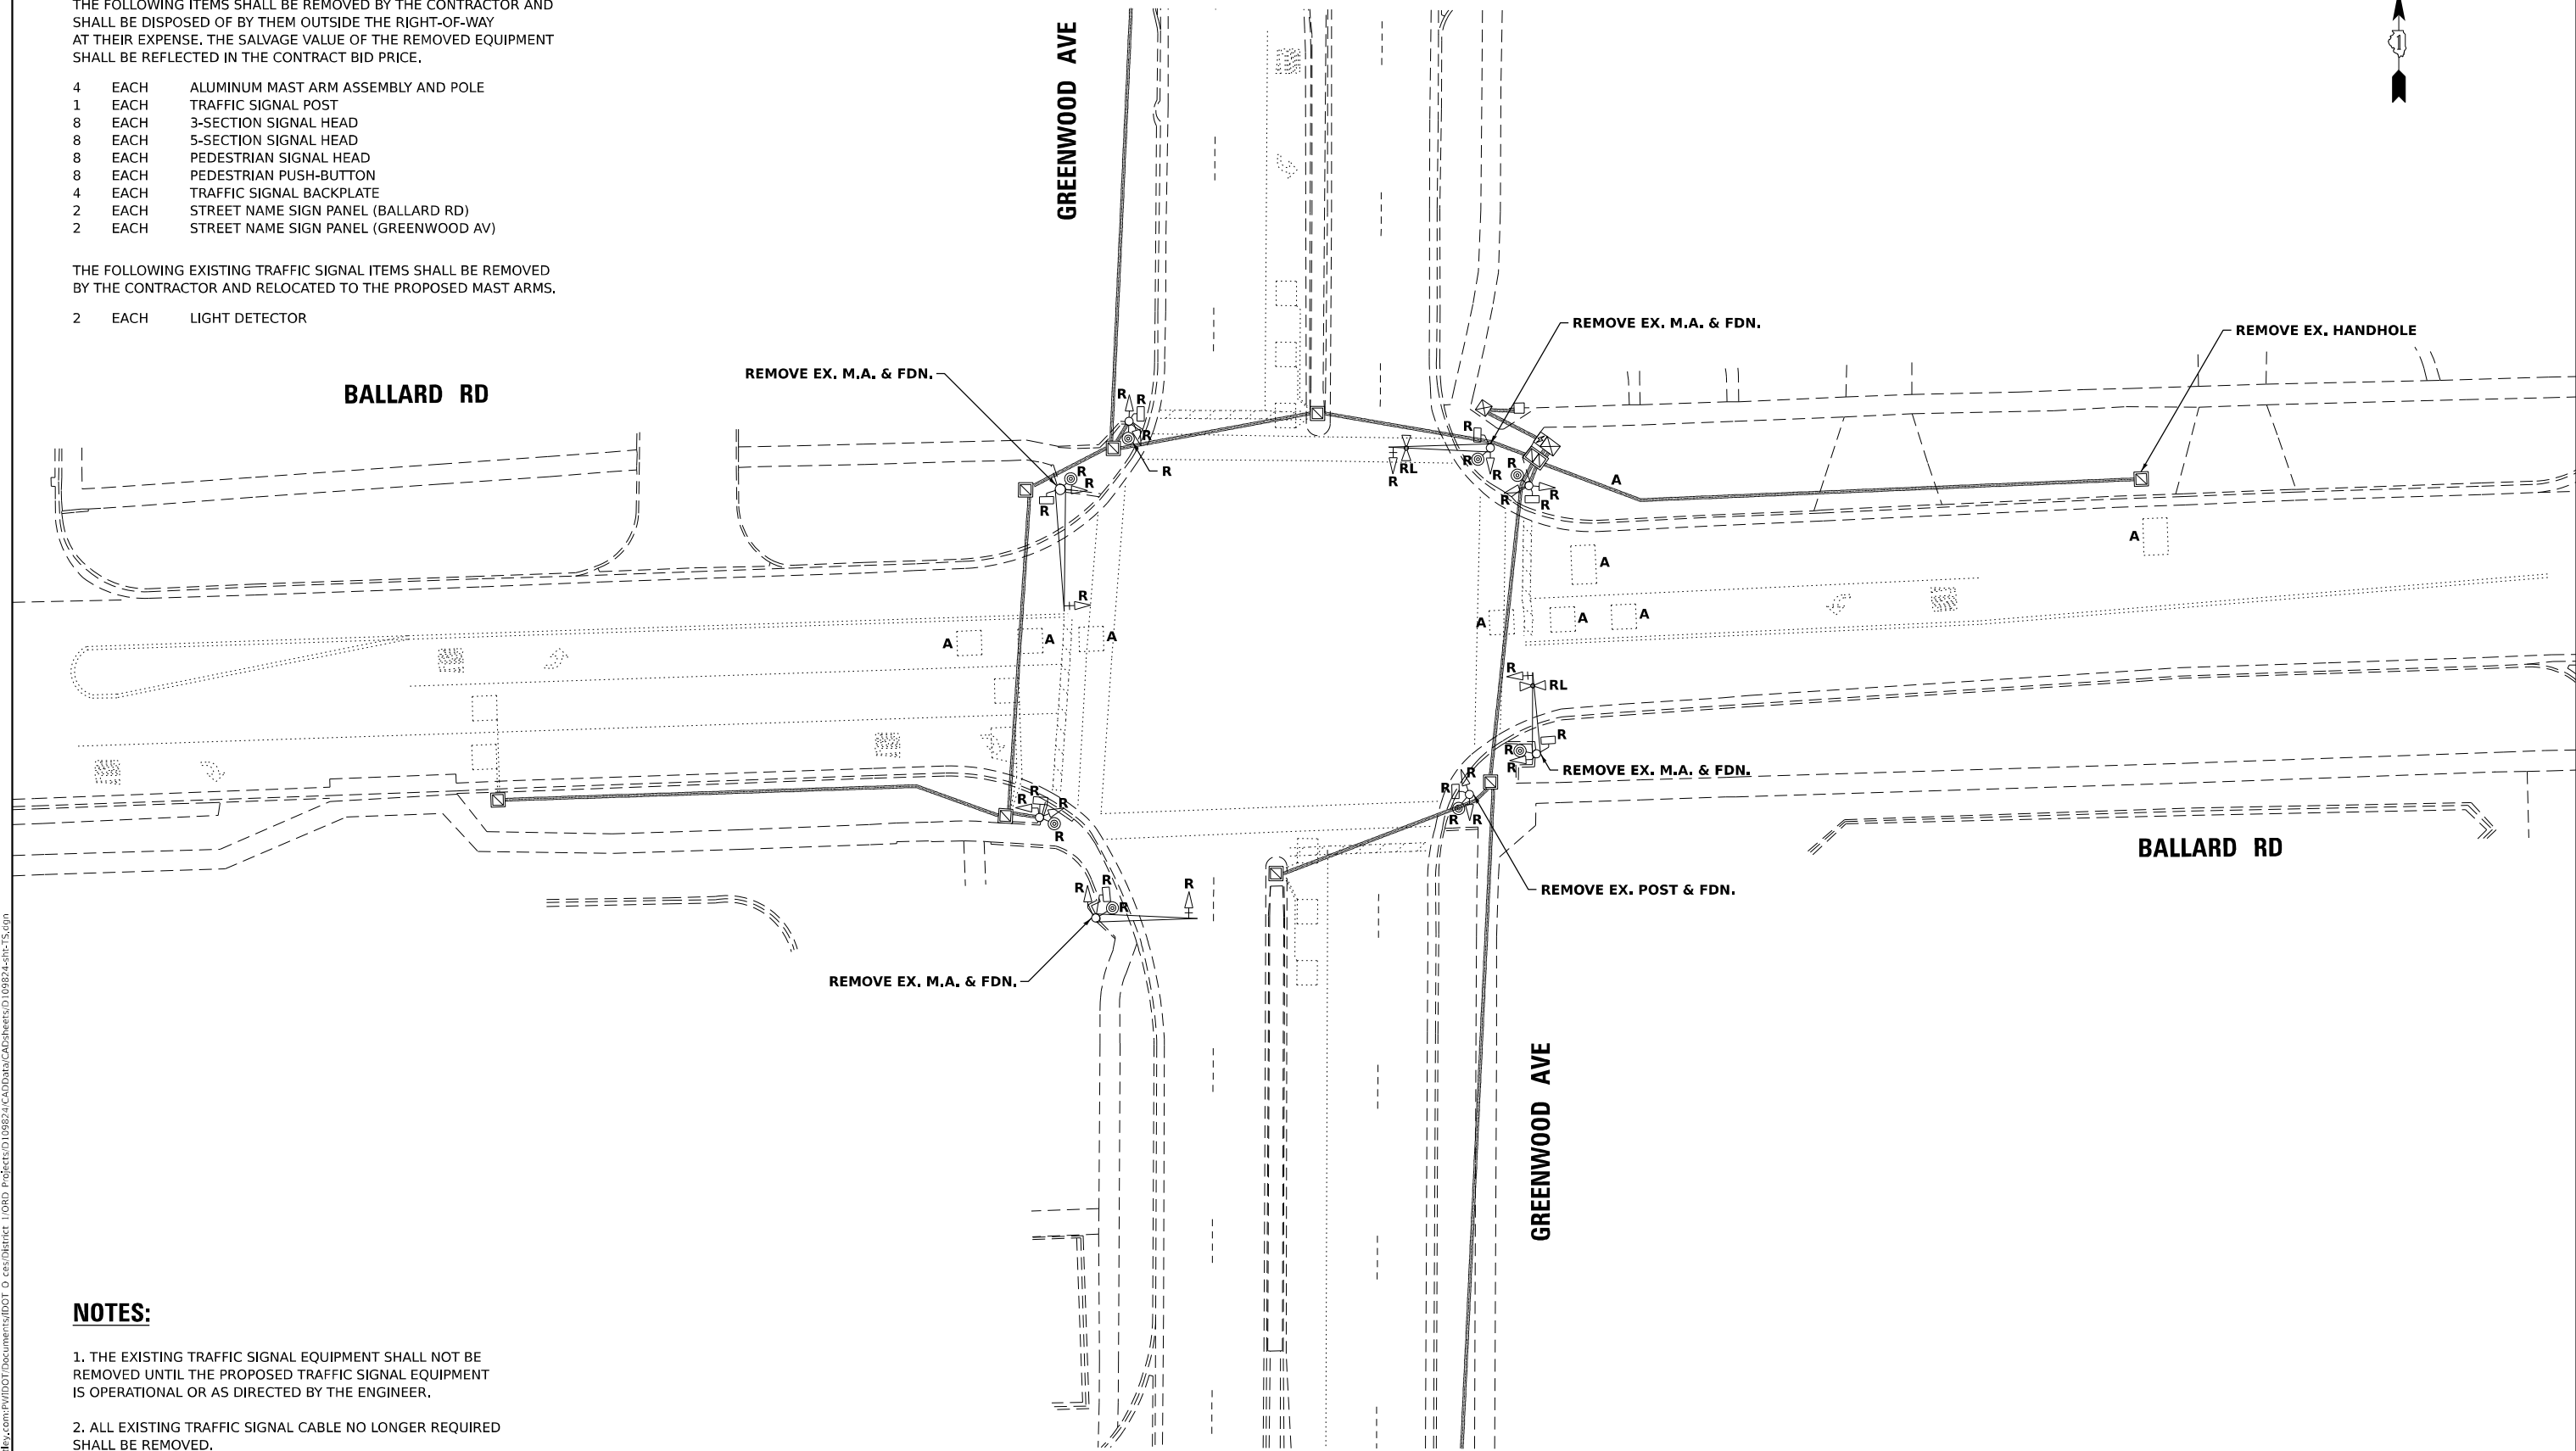 THE FOLLOWING ITEMS SHALL BE REMOVED BY THE CONTRACTOR AND
SHALL BE DISPOSED OF BY THEM OUTSIDE THE RIGHT-OF-WAY
AT THEIR EXPENSE. THE SALVAGE VALUE OF THE REMOVED EQUIPMENT
SHALL BE REFLECTED IN THE CONTRACT BID PRICE.
4 EACH ALUMINUM MAST ARM ASSEMBLY AND POLE
1 EACH TRAFFIC SIGNAL POST
8 EACH 3-SECTION SIGNAL HEAD
8 EACH 5-SECTION SIGNAL HEAD
8 EACH PEDESTRIAN SIGNAL HEAD
8 EACH PEDESTRIAN PUSH-BUTTON
4 EACH TRAFFIC SIGNAL BACKPLATE
2 EACH STREET NAME SIGN PANEL (BALLARD RD)
2 EACH STREET NAME SIGN PANEL (GREENWOOD AV)
THE FOLLOWING EXISTING TRAFFIC SIGNAL ITEMS SHALL BE REMOVED
BY THE CONTRACTOR AND RELOCATED TO THE PROPOSED MAST ARMS.
2 EACH LIGHT DETECTOR
GREENWOOD AVE
1
REMOVE EX. M.A. & FDN.
REMOVE EX. HANDHOLE
REMOVE EX. M.A. & FDN.
BALLARD RD
R
R
R
R
R
R
R
R
RL
R
R
R
R
R
R
R
A
A
A
R
A
A
A
A
A
A
A
R
RL
R
R
R
REMOVE EX. M.A. & FDN.
R
R
R
R
R
R
R
R
BALLARD RD
R
R
R
R
REMOVE EX. POST & FDN.
REMOVE EX. M.A. & FDN.
GREENWOOD AVE
NOTES:
1. THE EXISTING TRAFFIC SIGNAL EQUIPMENT SHALL NOT BE
REMOVED UNTIL THE PROPOSED TRAFFIC SIGNAL EQUIPMENT
IS OPERATIONAL OR AS DIRECTED BY THE ENGINEER.
2. ALL EXISTING TRAFFIC SIGNAL CABLE NO LONGER REQUIRED
SHALL BE REMOVED.